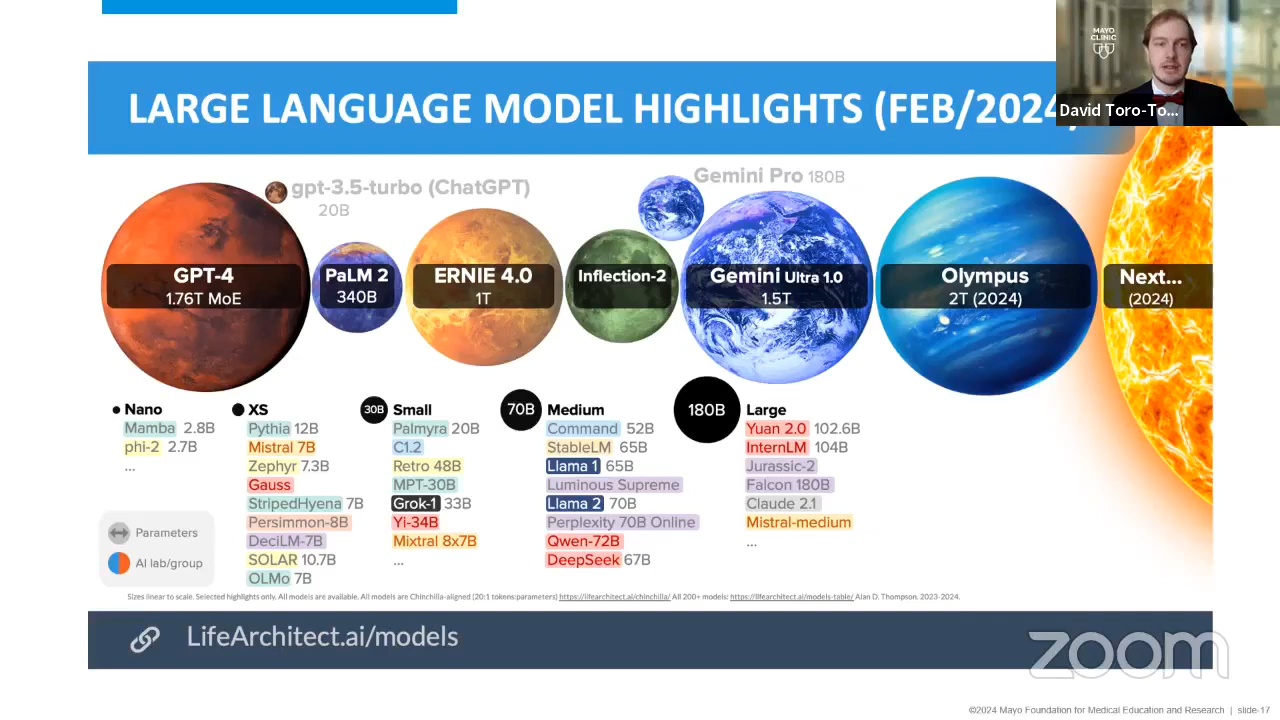 MAYO
CLINIC
David Toro-To...
LARGE LANGUAGE MODEL HIGHLIGHTS (FEB/2024)
gpt-3.5-turbo (ChatGPT)
20B
Gemini Pro 180B
GPT-4
1.76T MoE
PaLM 2
340B
ERNIE 4.0
1T
Inflection-2
Gemini Ultra 1.0
1.5T
Olympus
2T (2024)
Next...
(2024)
Nano
Mamba 2.8B
phi-2 2.7B
...
XS
Pythia 12B
Mistral 7B
Zephyr 7.3B
Gauss
StripedHyena 7B
Persimmon-8B
DeciLM-7B
SOLAR 10.7B
OLMo 7B
30B Small
Palmyra 20B
C1.2
Retro 48B
MPT-30B
Grok-1 33B
Yi-34B
Mixtral 8x7B
...
70B Medium
Command 52B
StableLM 65B
Llama 1 65B
Luminous Supreme
Llama 2 70B
Perplexity 70B Online
Qwen-72B
DeepSeek 67B
180B Large
Yuan 2.0 102.6B
InternLM 104B
Jurassic-2
Falcon 180B
Claude 2.1
Mistral-medium
...
Parameters
AI lab/group
Sizes linear to scale. Selected highlights only. All models are available. All models are Chinchilla-aligned (20:1 tokens:parameters) https://lifearchitect.ai/chinchilla/ All 200+ models: https://lifearchitect.ai/models-table/ Alan D. Thompson. 2023-2024.
LifeArchitect.ai/models
zoom
©2024 Mayo Foundation for Medical Education and Research | slide-17